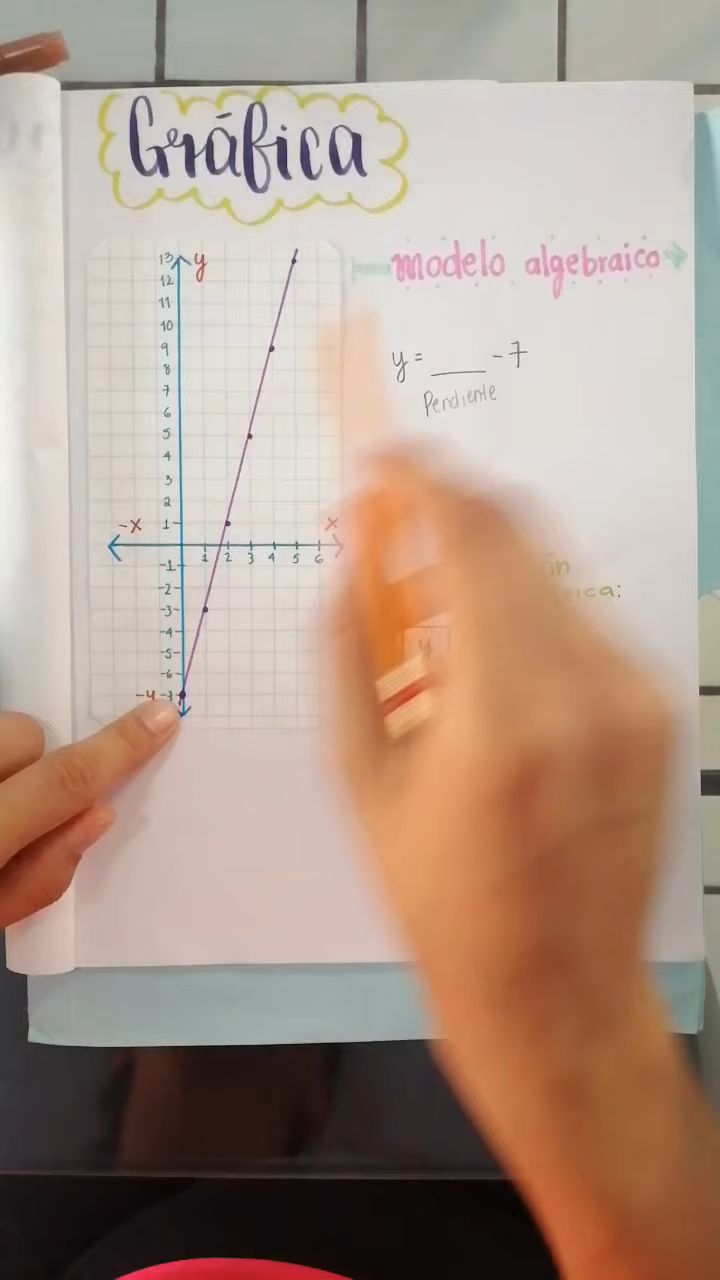 Gráfica
modelo algebraico
y = ___ -7
Pendiente
y
13
12
11
10
9
8
7
6
5
4
3
2
1
-x
x
1 2 3 4 5 6
-1
-2
-3
-4
-5
-6
-7
-y
y